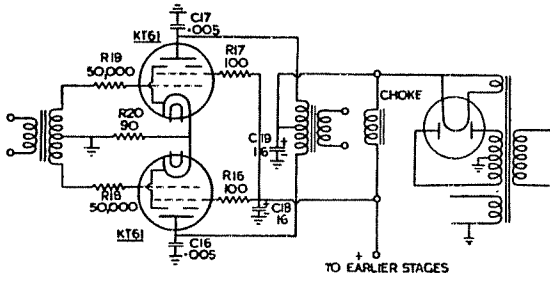 C17
.005
KT61
R19
50,000
R17
100
R20
90
CHOKE
C19
16
R18
50,000
R16
100
C18
16
KT61
C16
.005
TO EARLIER STAGES